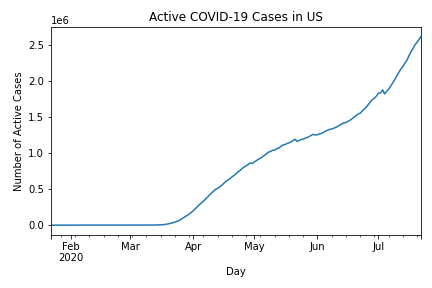 Active COVID-19 Cases in US
1e6
2.5
2.0
1.5
1.0
0.5
0.0
Number of Active Cases
Feb Mar Apr May Jun Jul
2020
Day